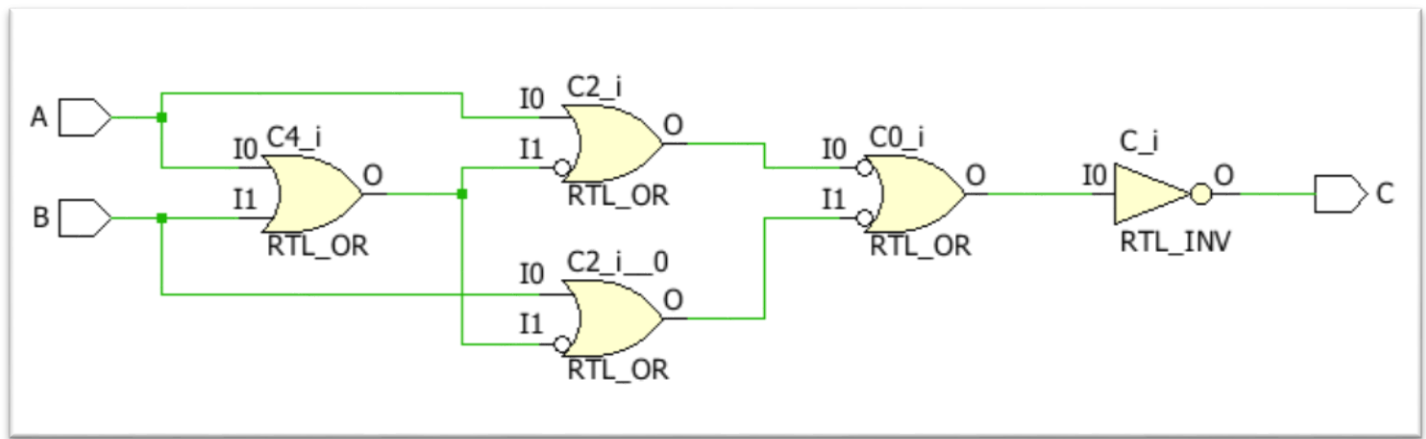 A
B
I0
I1
C4_i
O
RTL_OR
I0
I1
C2_i
O
RTL_OR
I0
I1
C2_i__0
O
RTL_OR
I0
I1
C0_i
O
RTL_OR
I0
C_i
O
RTL_INV
C